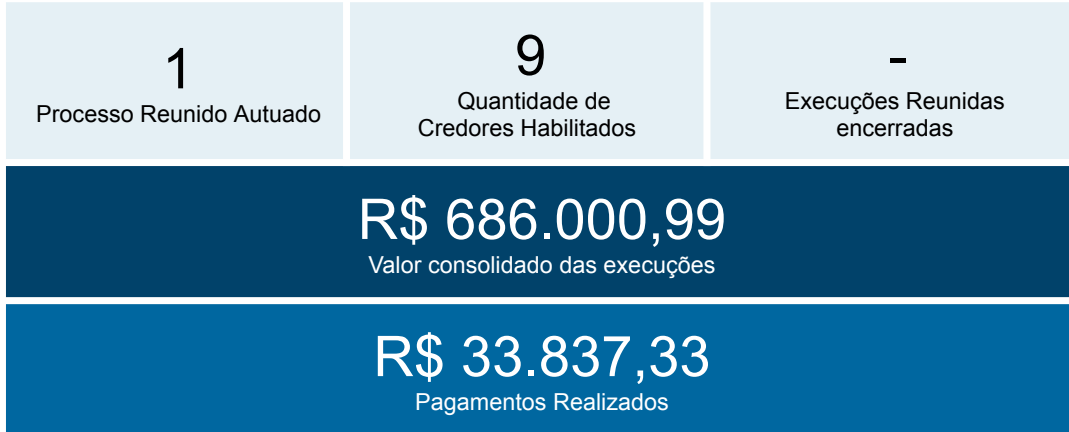 1
Processo Reunido Autuado
9
Quantidade de
Credores Habilitados
-
Execuções Reunidas
encerradas
R$ 686.000,99
Valor consolidado das execuções
R$ 33.837,33
Pagamentos Realizados